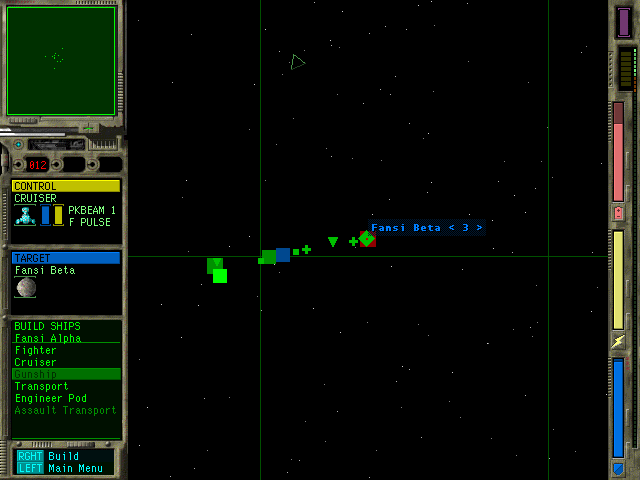 012
CONTROL
CRUISER
PKBEAM 1
F PULSE
Fansi Beta < 3 >
TARGET
Fansi Beta
BUILD SHIPS
Fansi Alpha
Fighter
Cruiser
Gunship
Transport
Engineer Pod
Assault Transport
RGHT Build
LEFT Main Menu